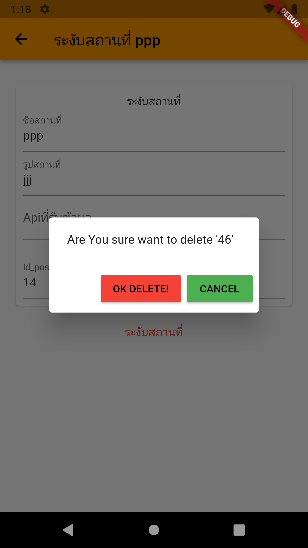 1:18
DEBUG
ระงับสถานที่ ppp
ระงับสถานที่
ชื่อสถานที่
ppp
รูปสถานที่
jjj
Are You sure want to delete '46'
Id_pos
14
OK DELETE!
CANCEL
ระงับสถานที่